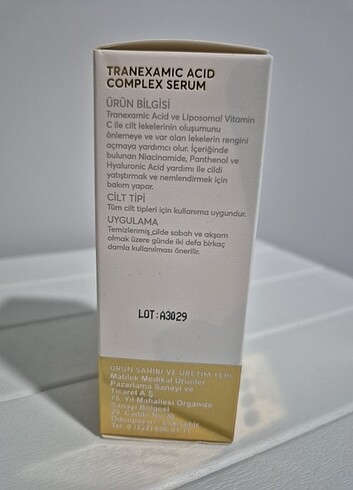 TRANEXAMIC ACID
COMPLEX SERUM
ÜRÜN BİLGİSİ
Tranexamic Acid ve Liposomal Vitamin
C ile cilt lekelerinin oluşumunu
önlemeye ve var olan lekelerin rengini
açmaya yardımcı olur. İçeriğinde
bulunan Niacinamide, Panthenol ve
Hyaluronic Acid yardımı ile cildi
yatıştırmak ve nemlendirmek için
bakım yapar.
CİLT TİPİ
Tüm cilt tipleri için kullanıma uygundur.
UYGULAMA
Temizlenmiş cilde sabah ve akşam
olmak üzere günde iki defa birkaç
damla kullanılması önerilir.
LOT:A3029
ÜRÜN SAHİBİ VE ÜRETİM YERİ
Medikal Ürünler
Pazarlama Sanayi ve
Ticaret A.Ş
75. Yıl Mahallesi Organize
Sanayi Bölgesi
Odunpazarı